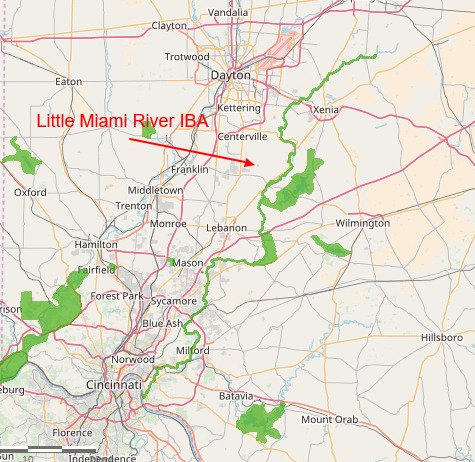 Vandalia
Clayton
Trotwood
Dayton
Eaton
Kettering
Xenia
Little Miami River IBA
Centerville
Franklin
Oxford
Middletown
Trenton
Monroe
Lebanon
Wilmington
Hamilton
Fairfield
Mason
Forest Park
Sycamore
rison
Blue Ash
Hillsboro
Norwood
Milford
Cincinnati
eburg
Batavia
Mount Orab
Florence
Sun
Independence
10